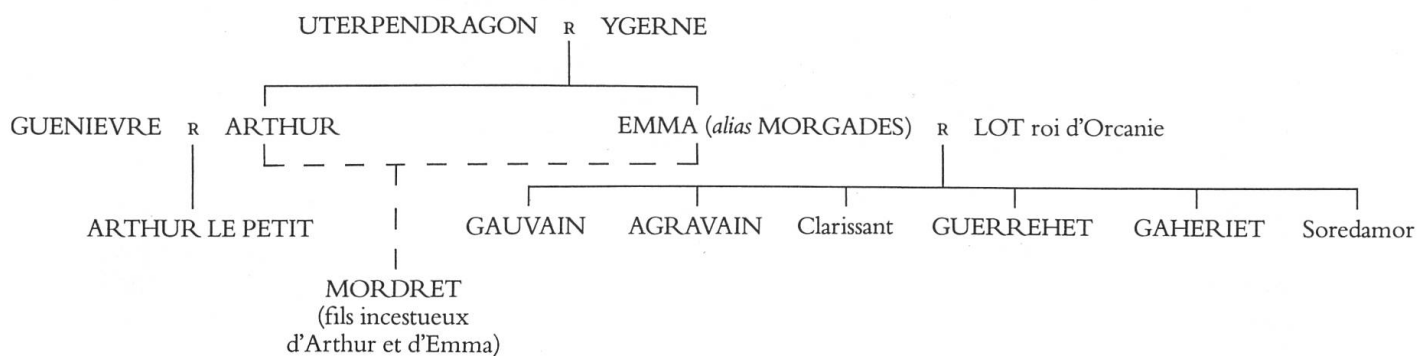 UTERPENDRAGON R YGERNE
GUENIEVRE R ARTHUR EMMA (alias MORGADES) R LOT roi d'Orcanie
ARTHUR LE PETIT GAUVAIN AGRAVAIN Clarissant GUERREHET GAHERIET Soredamor
MORDRET
(fils incestueux
d'Arthur et d'Emma)